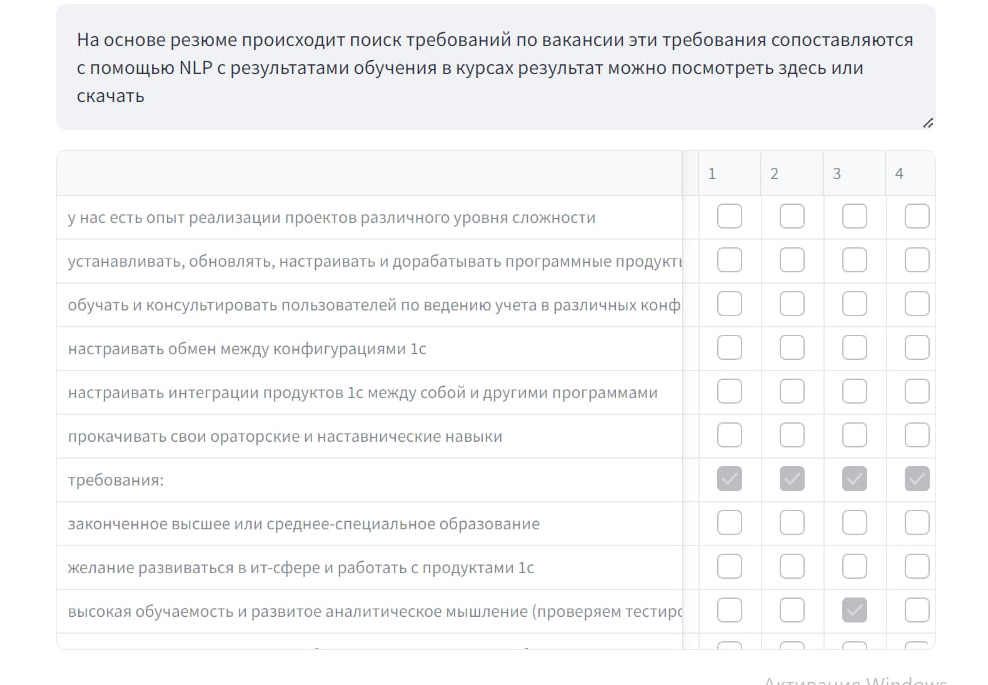 На основе резюме происходит поиск требований по вакансии эти требования сопоставляются
с помощью NLP с результатами обучения в курсах результат можно посмотреть здесь или
скачать
1 2 3 4
у нас есть опыт реализации проектов различного уровня сложности
устанавливать, обновлять, настраивать и дорабатывать программные продукты
обучать и консультировать пользователей по ведению учета в различных конф
настраивать обмен между конфигурациями 1с
настраивать интеграции продуктов 1с между собой и другими программами
прокачивать свои ораторские и наставнические навыки
требования:
законченное высшее или среднее-специальное образование
желание развиваться в ит-сфере и работать с продуктами 1с
высокая обучаемость и развитое аналитическое мышление (проверяем тестиро
Активация Windows